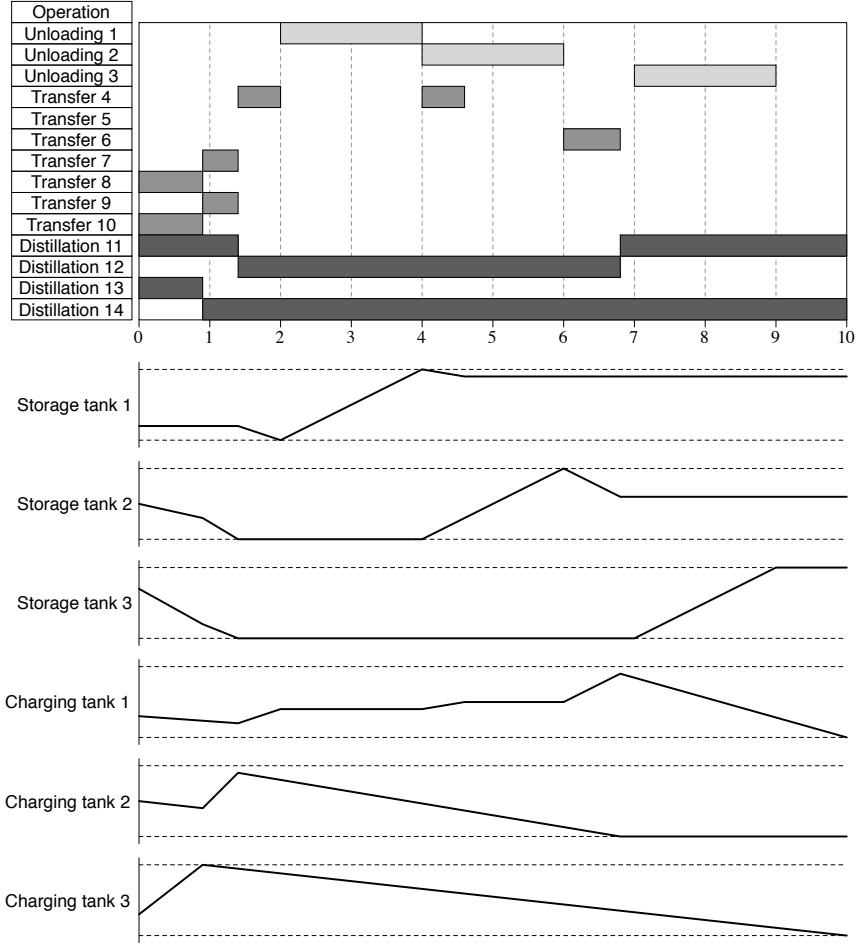 Operation
Unloading 1
Unloading 2
Unloading 3
Transfer 4
Transfer 5
Transfer 6
Transfer 7
Transfer 8
Transfer 9
Transfer 10
Distillation 11
Distillation 12
Distillation 13
Distillation 14
0 1 2 3 4 5 6 7 8 9 10
Storage tank 1
Storage tank 2
Storage tank 3
Charging tank 1
Charging tank 2
Charging tank 3